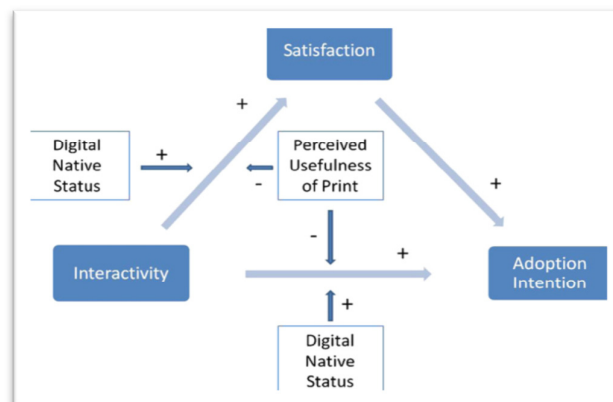 Satisfaction
+
Digital
Native
Status
+
Perceived
Usefulness
of Print
-
+
-
Interactivity
+
Adoption
Intention
+
Digital
Native
Status